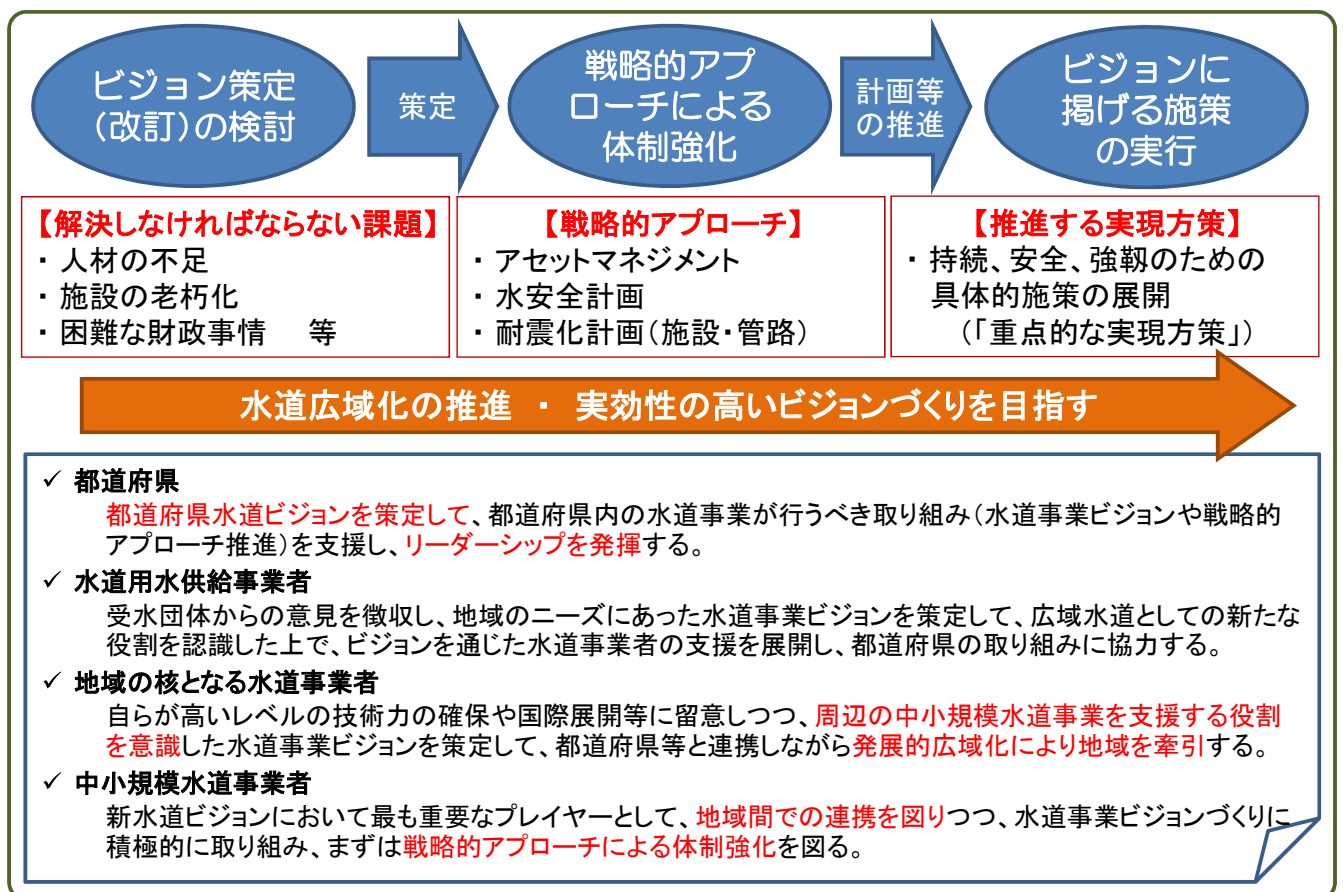 ビジョン策定
（改訂）の検討
策定
戦略的アプ
ローチによる
体制強化
計画等
の推進
ビジョンに
掲げる施策
の実行
【解決しなければならない課題】
・ 人材の不足
・ 施設の老朽化
・ 困難な財政事情　等
【戦略的アプローチ】
・ アセットマネジメント
・ 水安全計画
・ 耐震化計画（施設・管路）
【推進する実現方策】
・ 持続、安全、強靱のための
具体的施策の展開
（「重点的な実現方策」）
水道広域化の推進 ・ 実効性の高いビジョンづくりを目指す
✓ 都道府県
都道府県水道ビジョンを策定して、都道府県内の水道事業が行うべき取り組み（水道事業ビジョンや戦略的
アプローチ推進）を支援し、リーダーシップを発揮する。
✓ 水道用水供給事業者
受水団体からの意見を徴収し、地域のニーズにあった水道事業ビジョンを策定して、広域水道としての新たな
役割を認識した上で、ビジョンを通じた水道事業者の支援を展開し、都道府県の取り組みに協力する。
✓ 地域の核となる水道事業者
自らが高いレベルの技術力の確保や国際展開等に留意しつつ、周辺の中小規模水道事業を支援する役割
を意識した水道事業ビジョンを策定して、都道府県等と連携しながら発展的広域化により地域を牽引する。
✓ 中小規模水道事業者
新水道ビジョンにおいて最も重要なプレイヤーとして、地域間での連携を図りつつ、水道事業ビジョンづくりに
積極的に取り組み、まずは戦略的アプローチによる体制強化を図る。